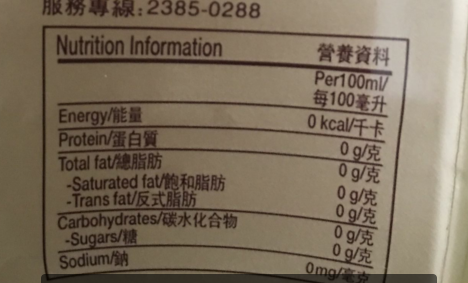 服務專線:2385-0288
Nutrition Information 營養資料
Per100ml/
每100毫升
Energy/能量 0 kcal/千卡
Protein/蛋白質 0 g/克
Total fat/總脂肪 0 g/克
-Saturated fat/飽和脂肪 0 g/克
-Trans fat/反式脂肪 0 g/克
Carbohydrates/碳水化合物 0 g/克
-Sugars/糖 0 g/克
Sodium/鈉 0mg/毫克